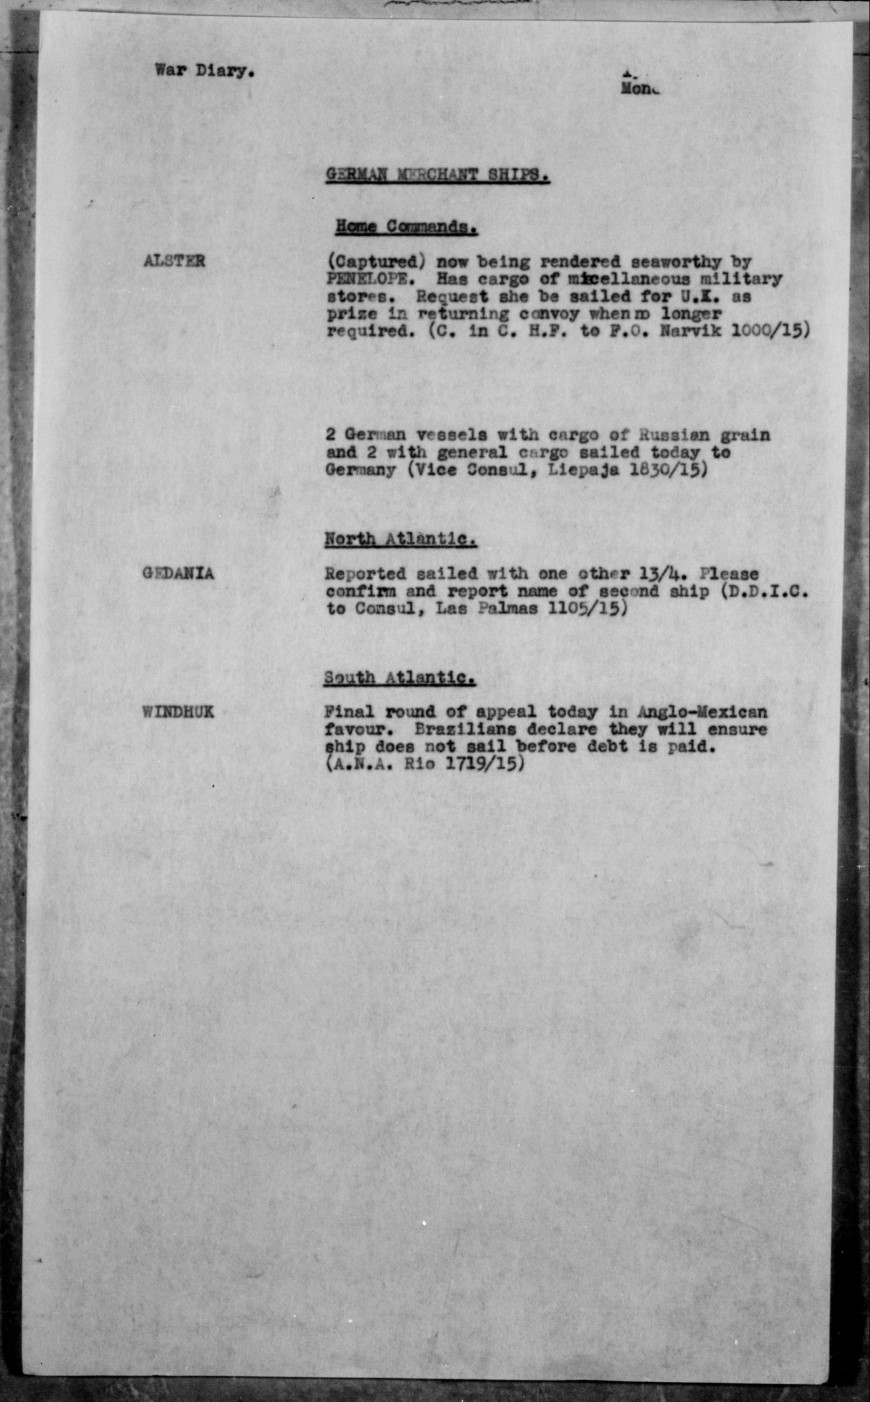 War Diary.
Mon
GERMAN MERCHANT SHIPS.
Home Commands.
ALSTER (Captured) now being rendered seaworthy by
PENELOPE. Has cargo of miscellaneous military
stores. Request she be sailed for U.K. as
prize in returning convoy when no longer
required. (C. in C. H.F. to F.O. Narvik 1000/15)
2 German vessels with cargo of Russian grain
and 2 with general cargo sailed today to
Germany (Vice Consul, Liepaja 1830/15)
North Atlantic.
GEDANIA Reported sailed with one other 13/4. Please
confirm and report name of second ship (D.D.I.C.
to Consul, Las Palmas 1105/15)
South Atlantic.
WINDHUK Final round of appeal today in Anglo-Mexican
favour. Brazilians declare they will ensure
ship does not sail before debt is paid.
(A.N.A. Rio 1719/15)